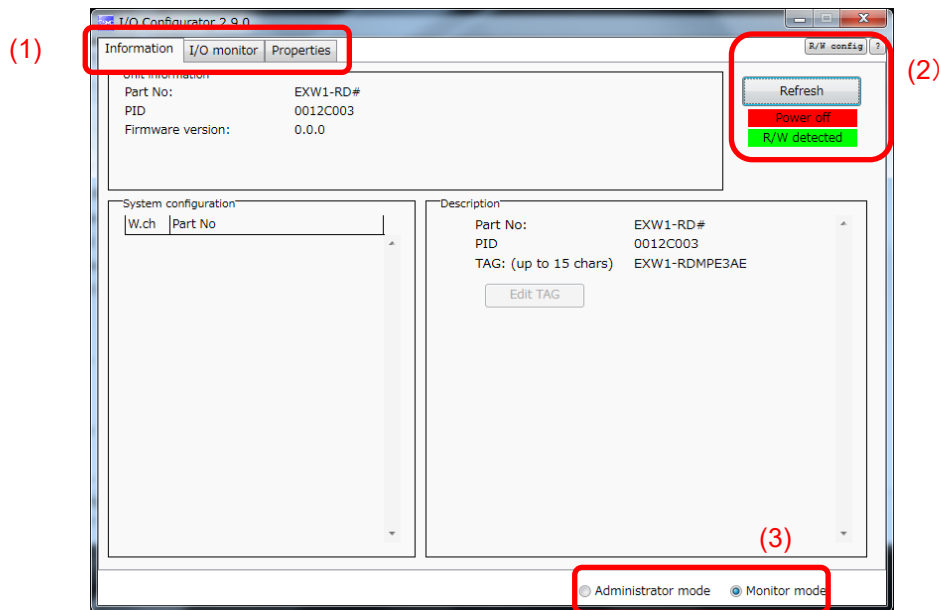 I/O Configurator 2.9.0
(1)
Information I/O monitor Properties
R/W config ?
(2)
Unit information
Part No: EXW1-RD#
PID 0012C003
Firmware version: 0.0.0
Refresh
Power off
R/W detected
System configuration
W.ch Part No
Description
Part No: EXW1-RD#
PID 0012C003
TAG: (up to 15 chars) EXW1-RDMPE3AE
Edit TAG
(3)
Administrator mode Monitor mode